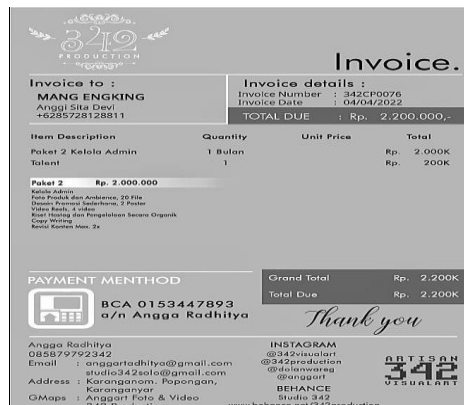 342
PRODUCTION
Invoice.
Invoice to :
MANG ENGKING
Anggi Sita Devi
+6285728128811
Invoice details :
Invoice Number : 342CP0076
Invoice Date : 04/04/2022
TOTAL DUE : Rp. 2.200.000,-
Item Description Quantity Unit Price Total
Paket 2 Kelola Admin 1 Bulan Rp. 2.000K
Talent 1 Rp. 200K
Paket 2 Rp. 2.000.000
Kelola Admin
Foto Produk dan Ambience, 20 File
Desain Promosi Sederhana, 2 Poster
Video Reels, 4 video
Riset Hastag dan Pengelolaan Secara Organik
Copy Writing
Revisi Konten Max. 2x
PAYMENT MENTHOD
BCA 0153447893
a/n Angga Radhitya
Grand Total Rp. 2.200K
Total Due Rp. 2.200K
Thank you
Angga Radhitya
085879792342
Email : anggartadhitya@gmail.com
studio342solo@gmail.com
Address : Karanganom. Popongan,
Karanganyar
GMaps : Anggart Foto & Video
342 Production
INSTAGRAM
@342visualart
@342production
@dolanwareg
@anggart
BEHANCE
Studio 342
www.behance.net/342production
ARTISAN
342
VISUALART